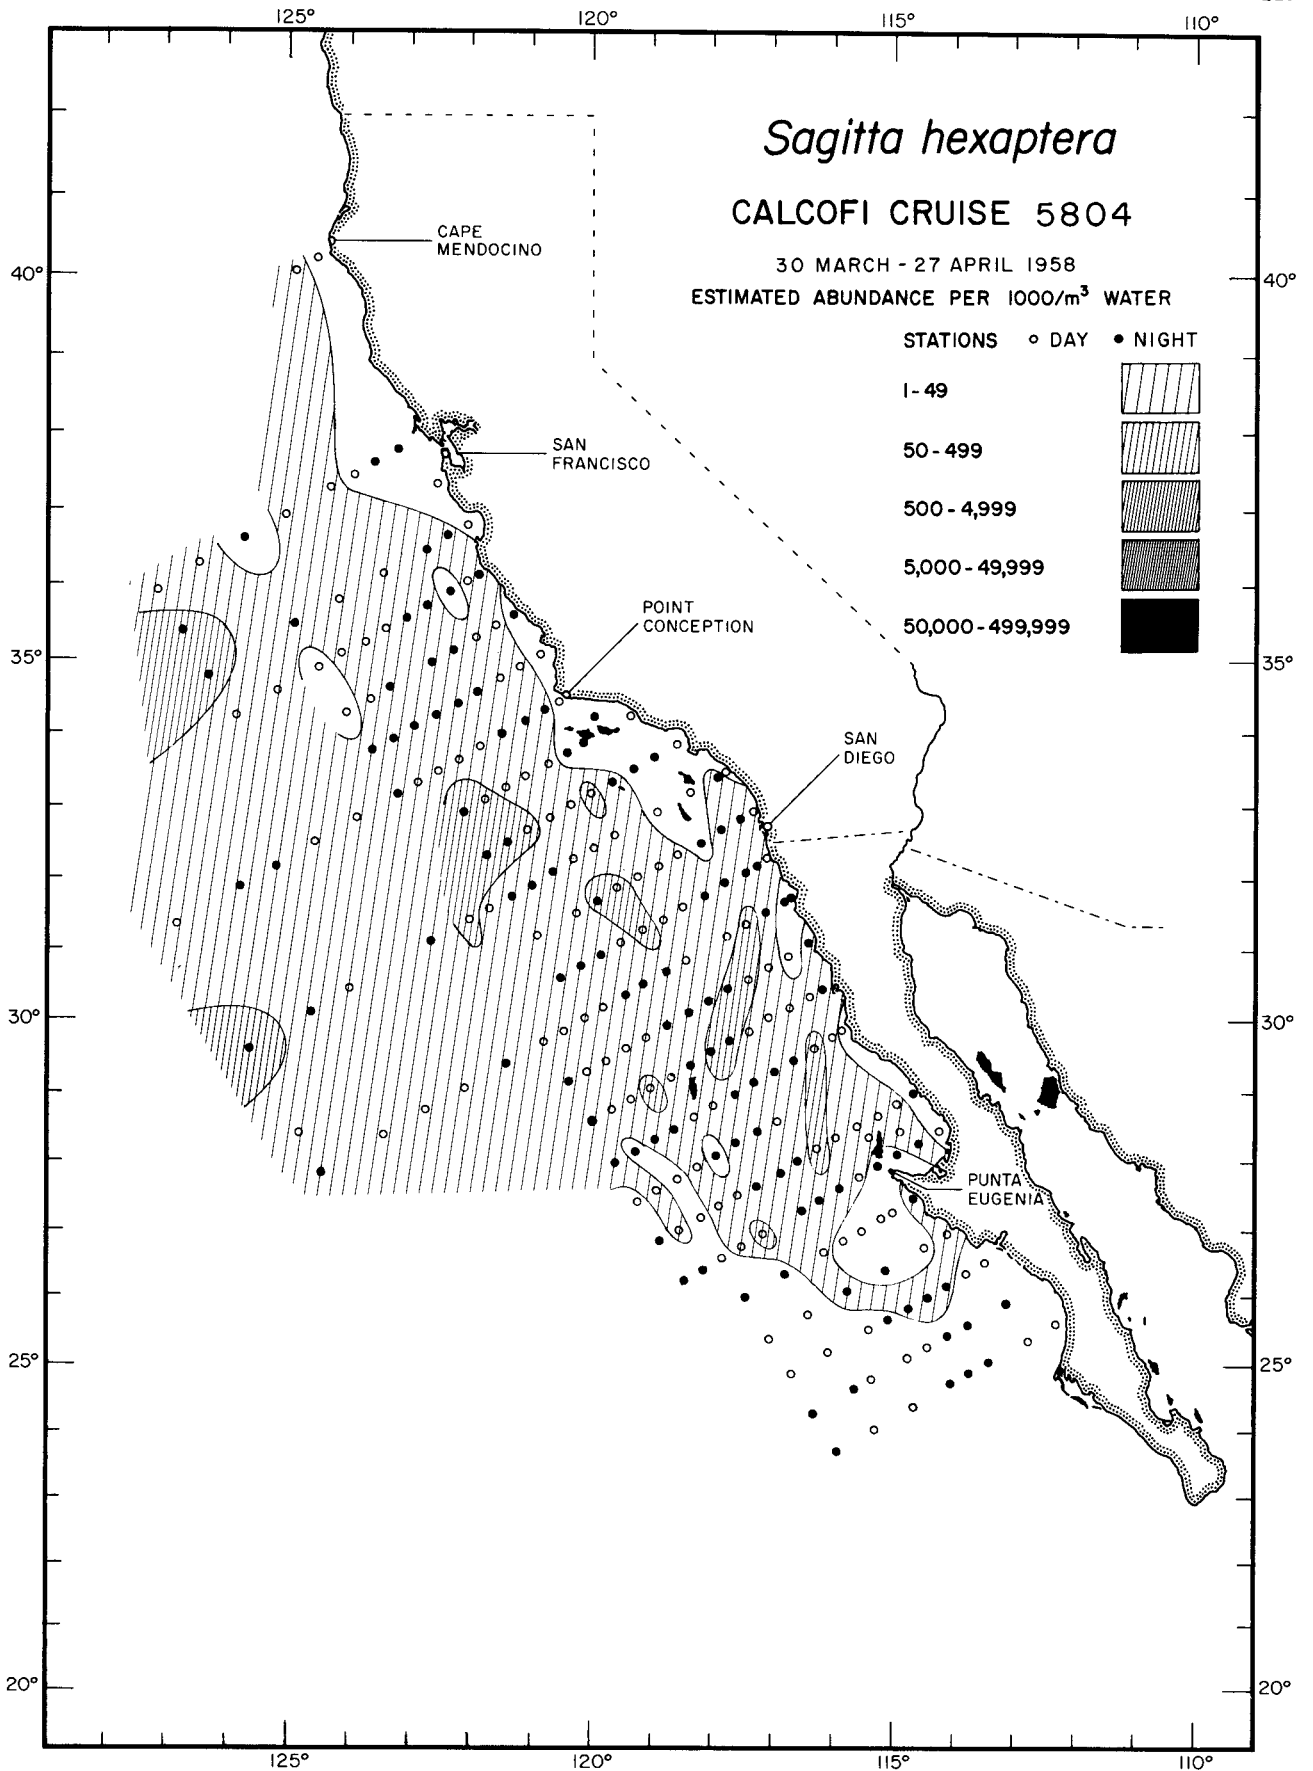 125° 120° 115° 110°
Sagitta hexaptera
CALCOFI CRUISE 5804
30 MARCH - 27 APRIL 1958
ESTIMATED ABUNDANCE PER 1000/m³ WATER
STATIONS ○ DAY ● NIGHT
1 - 49
50 - 499
500 - 4,999
5,000 - 49,999
50,000 - 499,999
CAPE
MENDOCINO
40° 40°
SAN
FRANCISCO
POINT
CONCEPTION
35° 35°
SAN
DIEGO
30° 30°
PUNTA
EUGENIA
25° 25°
20° 20°
125° 120° 115° 110°